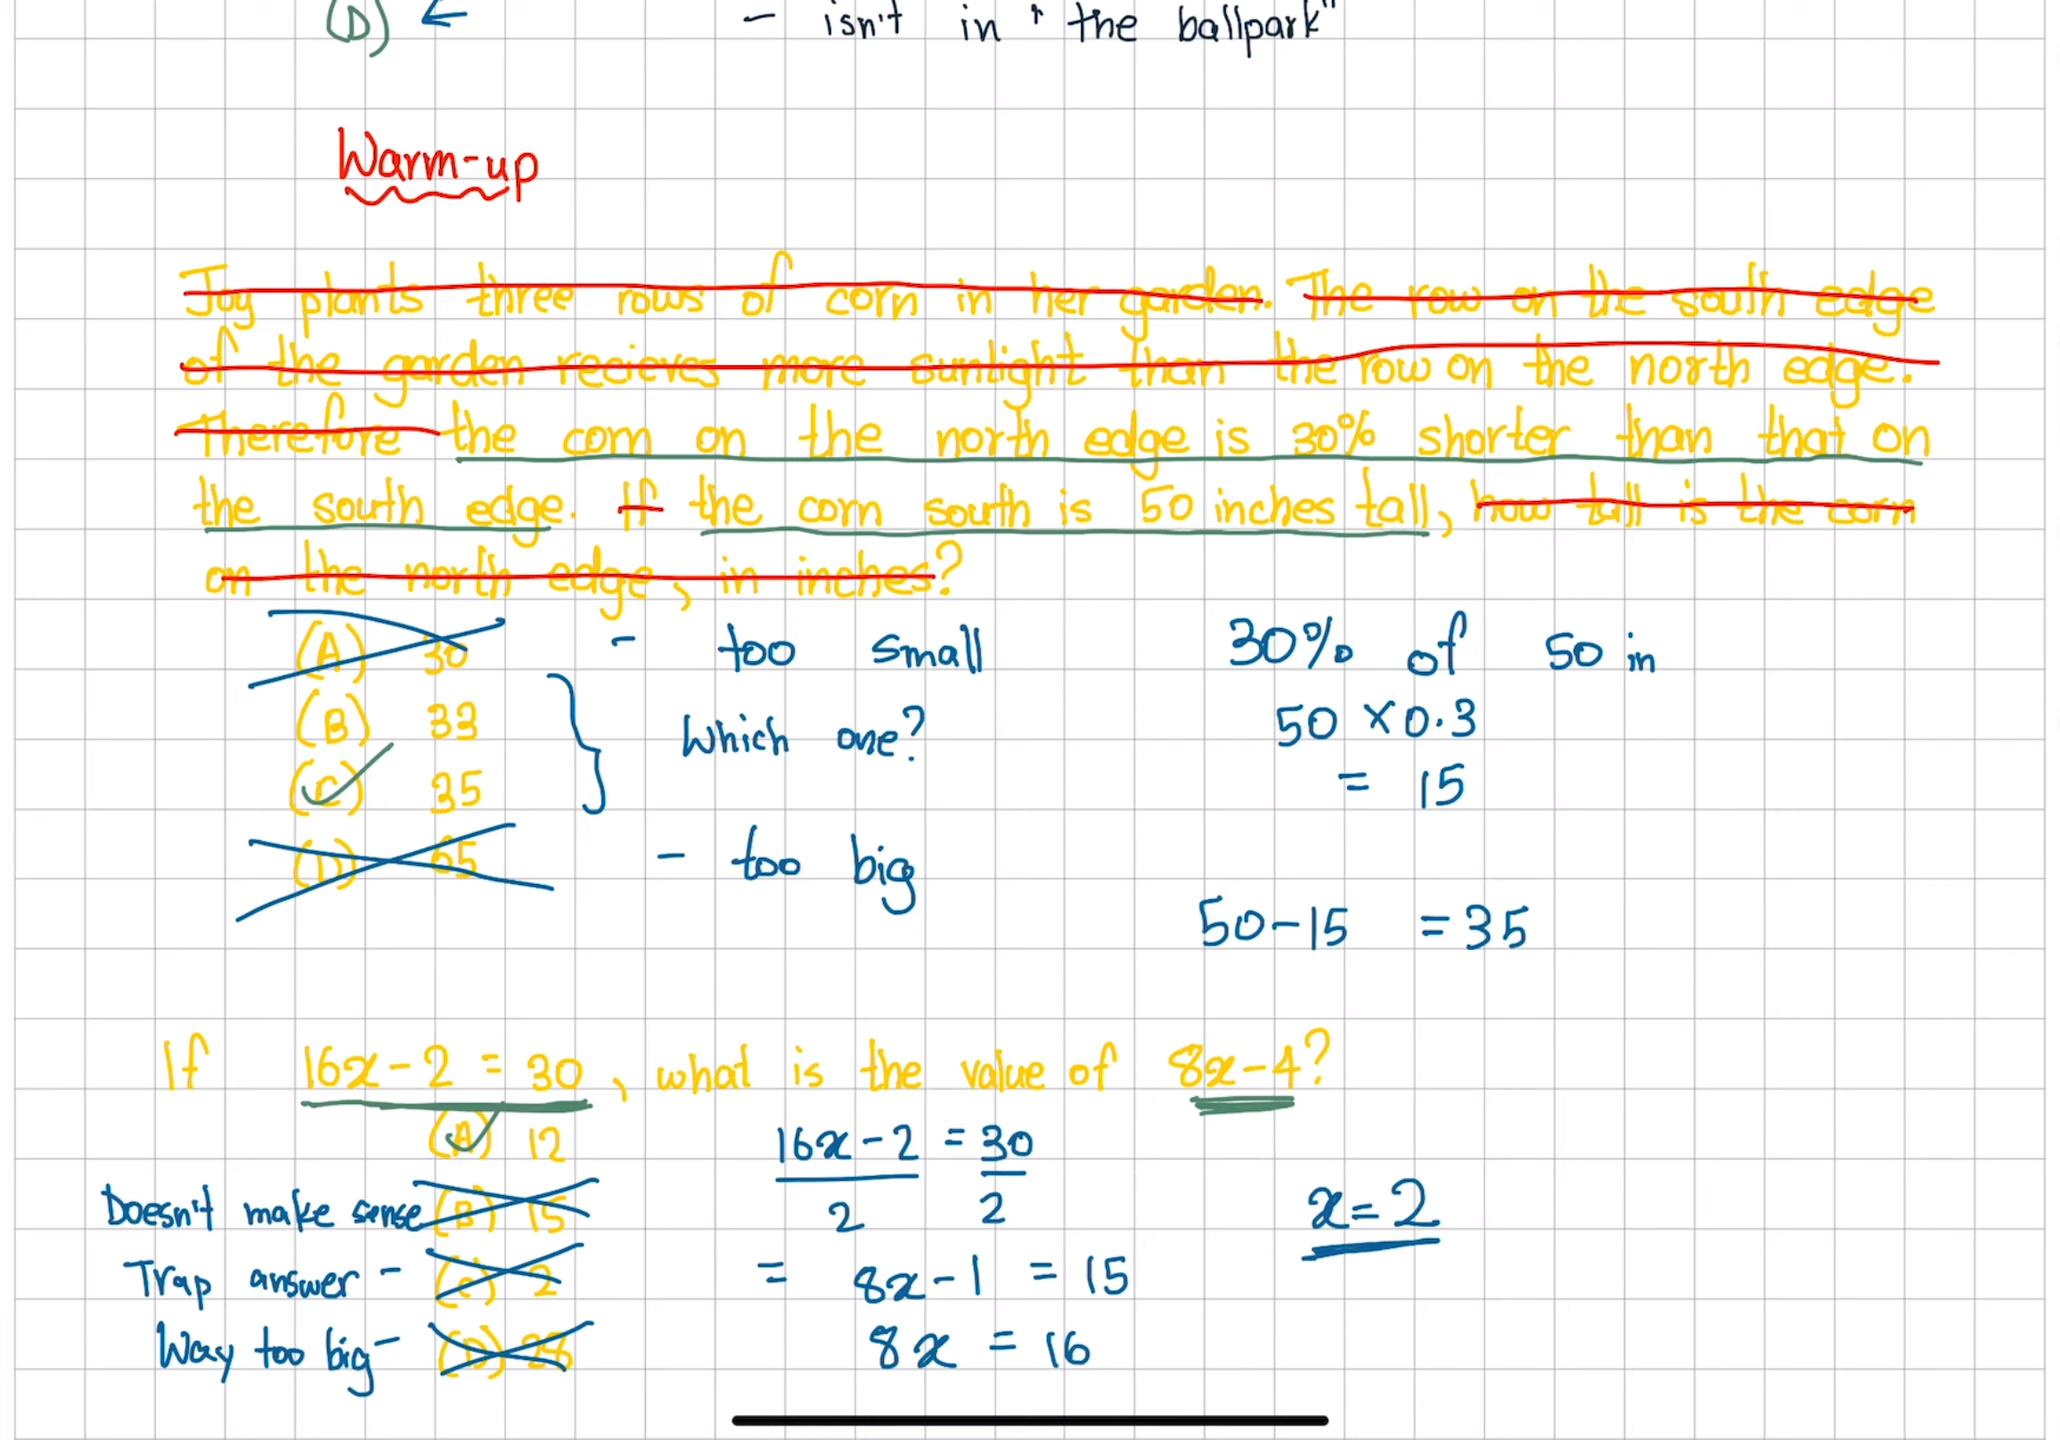 (D) ← - isn't in "the ballpark"
Warm-up
Joy plants three rows of corn in her garden. The row on the south edge
of the garden recieves more sunlight than the row on the north edge.
Therefore the corn on the north edge is 30% shorter than that on
the south edge. If the corn south is 50 inches tall, how tall is the corn
on the north edge, in inches?
(A) 30 - too small 30% of 50 in
(B) 33 Which one? 50 × 0.3
(C) 35 = 15
(D) 65 - too big
50-15 = 35
If 16x-2 = 30, what is the value of 8x-4?
(A) 12 16x-2 = 30
Doesn't make sense (B) 15 2 2 x=2
Trap answer - (C) 2 = 8x-1 = 15
Way too big - (D) 28 8x = 16